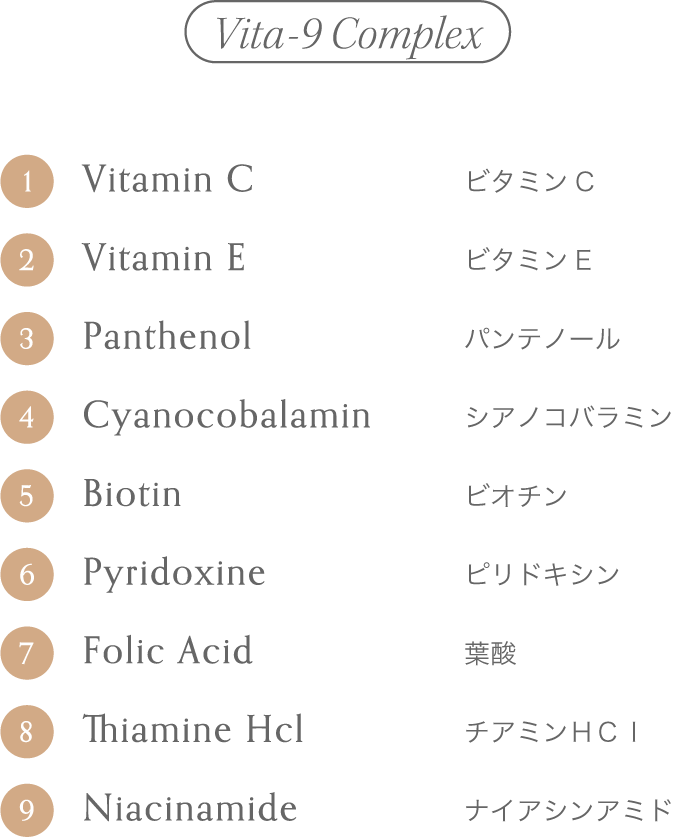 Vita-9 Complex
1 Vitamin C ビタミンC
2 Vitamin E ビタミンE
3 Panthenol パンテノール
4 Cyanocobalamin シアノコバラミン
5 Biotin ビオチン
6 Pyridoxine ピリドキシン
7 Folic Acid 葉酸
8 Thiamine Hcl チアミンHCl
9 Niacinamide ナイアシンアミド